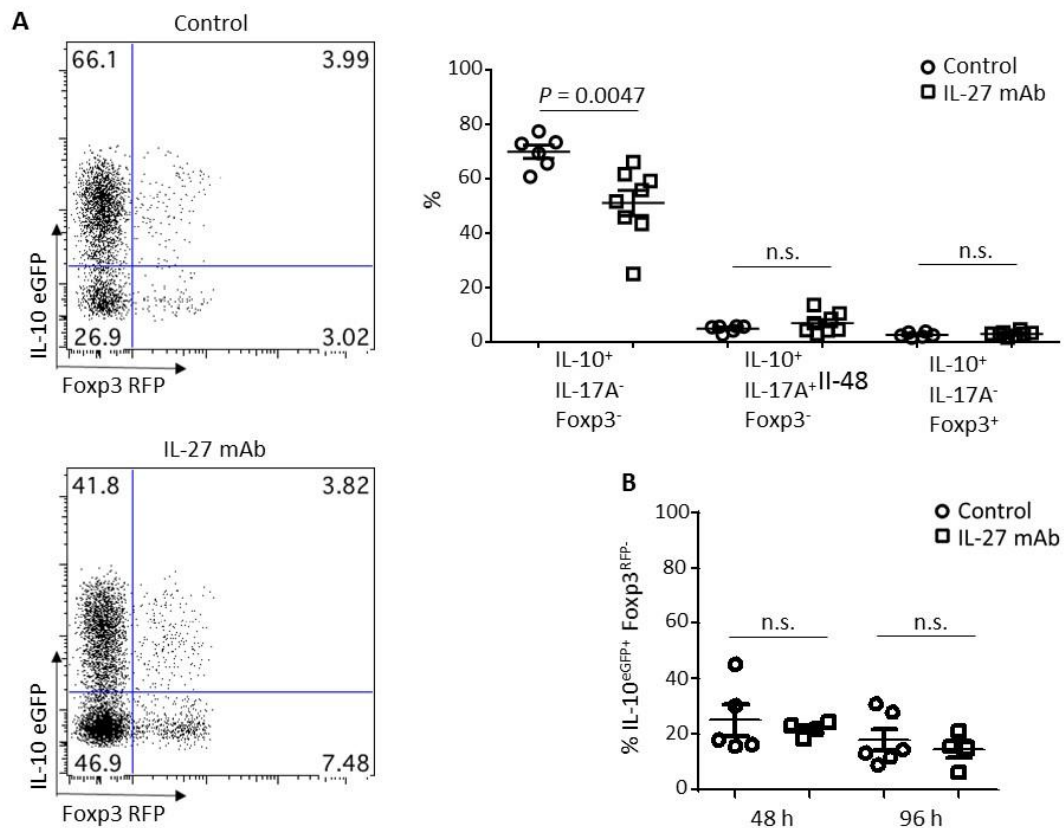 A
Control
66.1 3.99
26.9 3.02
IL-10 eGFP
Foxp3 RFP
IL-27 mAb
41.8 3.82
46.9 7.48
IL-10 eGFP
Foxp3 RFP
100
80
60
40
20
0
%
Control
IL-27 mAb
P = 0.0047
n.s.
n.s.
IL-10⁺
IL-17A⁻
Foxp3⁻
IL-10⁺
IL-17A⁺
Foxp3⁻
Il-48
IL-10⁺
IL-17A⁻
Foxp3⁺
B
Control
IL-27 mAb
100
80
60
40
20
0
% IL-10ᵉᴳᶠᴾ⁺ Foxp3ᴿᶠᴾ⁻
n.s.
n.s.
48 h
96 h